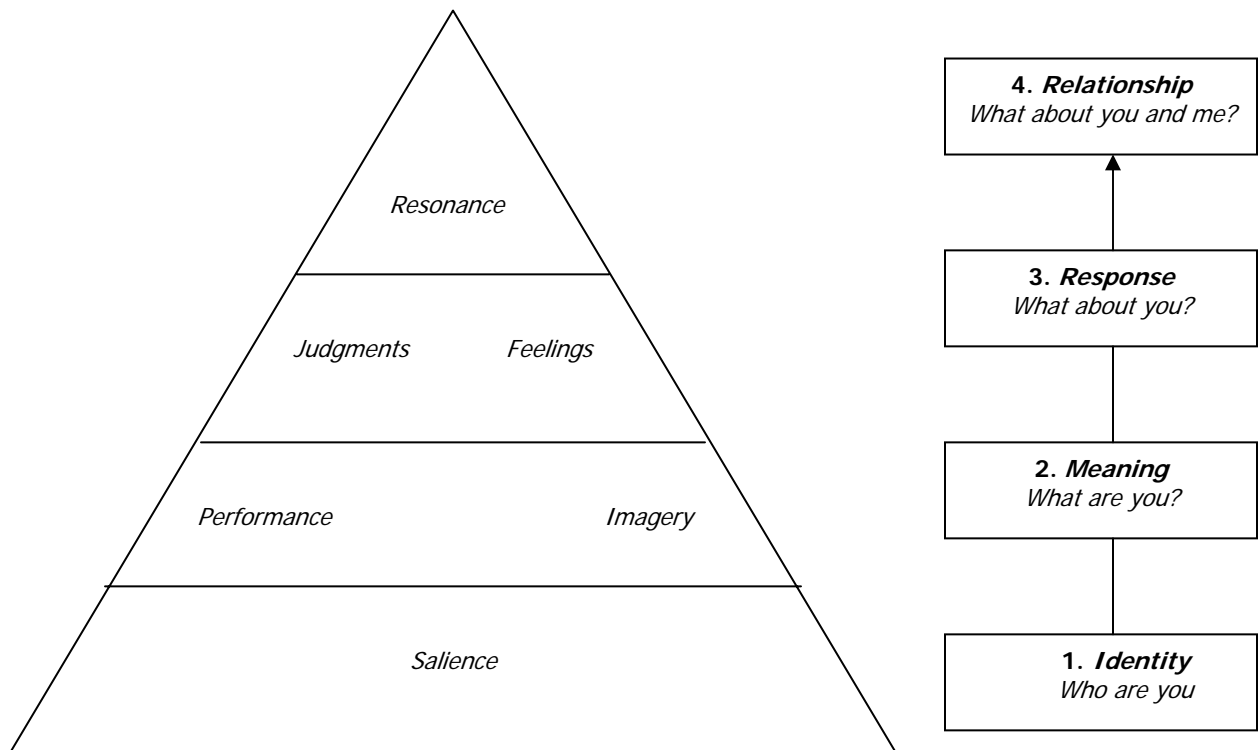 4. Relationship
What about you and me?
Resonance
3. Response
What about you?
Judgments Feelings
2. Meaning
What are you?
Performance Imagery
1. Identity
Who are you
Salience